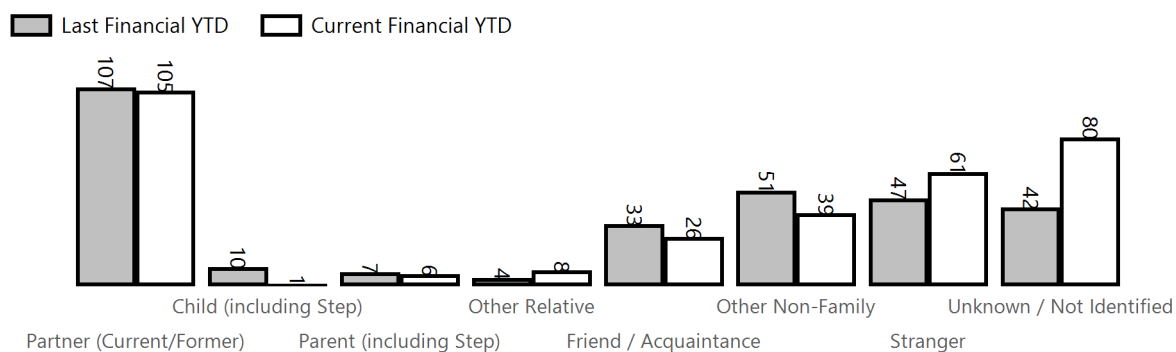 Last Financial YTD
Current Financial YTD
107
105
10
1
7
6
4
8
33
26
51
39
47
61
42
80
Child (including Step)
Other Relative
Other Non-Family
Unknown / Not Identified
Partner (Current/Former)
Parent (including Step)
Friend / Acquaintance
Stranger